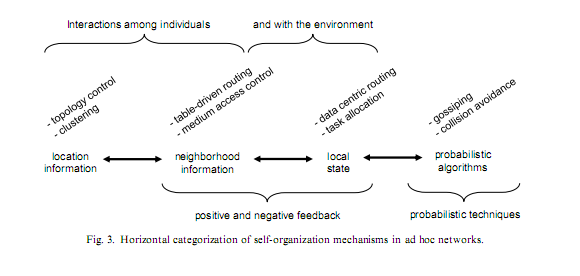 Interactions among individuals
and with the environment
- topology control
- clustering
- table-driven routing
- medium access control
- data centric routing
- task allocation
- gossiping
- collision avoidance
location
information
neighborhood
information
local
state
probabilistic
algorithms
positive and negative feedback
probabilistic techniques
Fig. 3. Horizontal categorization of self-organization mechanisms in ad hoc networks.